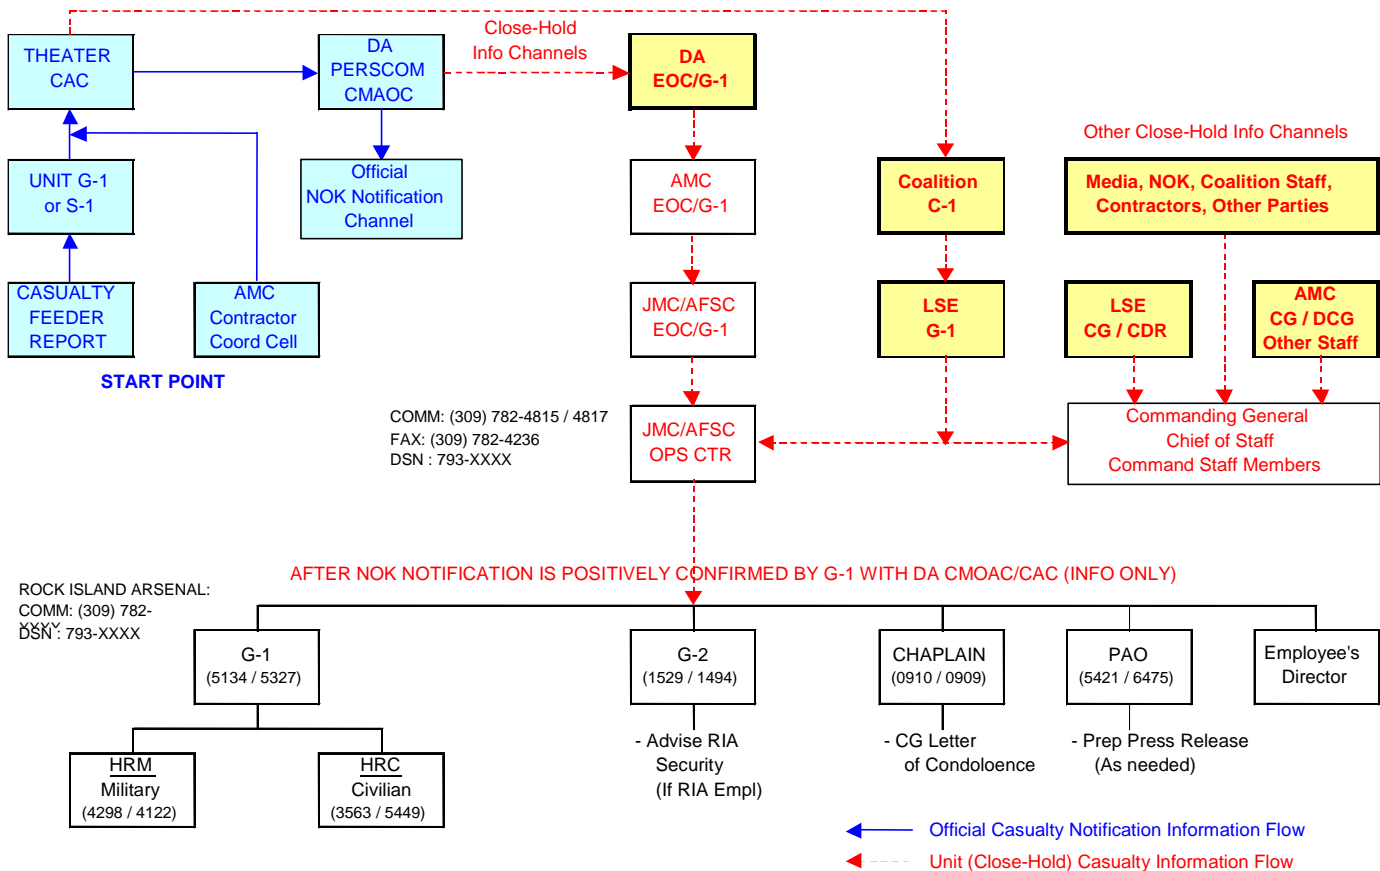 Close-Hold
Info Channels
THEATER
CAC
DA
PERSCOM
CMAOC
DA
EOC/G-1
Other Close-Hold Info Channels
UNIT G-1
or S-1
Official
NOK Notification
Channel
AMC
EOC/G-1
Coalition
C-1
Media, NOK, Coalition Staff,
Contractors, Other Parties
CASUALTY
FEEDER
REPORT
AMC
Contractor
Coord Cell
JMC/AFSC
EOC/G-1
LSE
G-1
LSE
CG / CDR
AMC
CG / DCG
Other Staff
START POINT
COMM: (309) 782-4815 / 4817
FAX: (309) 782-4236
DSN : 793-XXXX
JMC/AFSC
OPS CTR
Commanding General
Chief of Staff
Command Staff Members
AFTER NOK NOTIFICATION IS POSITIVELY CONFIRMED BY G-1 WITH DA CMOAC/CAC (INFO ONLY)
ROCK ISLAND ARSENAL:
COMM: (309) 782-
XXXX
DSN : 793-XXXX
G-1
(5134 / 5327)
G-2
(1529 / 1494)
CHAPLAIN
(0910 / 0909)
PAO
(5421 / 6475)
Employee's
Director
HRM
Military
(4298 / 4122)
HRC
Civilian
(3563 / 5449)
- Advise RIA
Security
(If RIA Empl)
- CG Letter
of Condoloence
- Prep Press Release
(As needed)
Official Casualty Notification Information Flow
Unit (Close-Hold) Casualty Information Flow